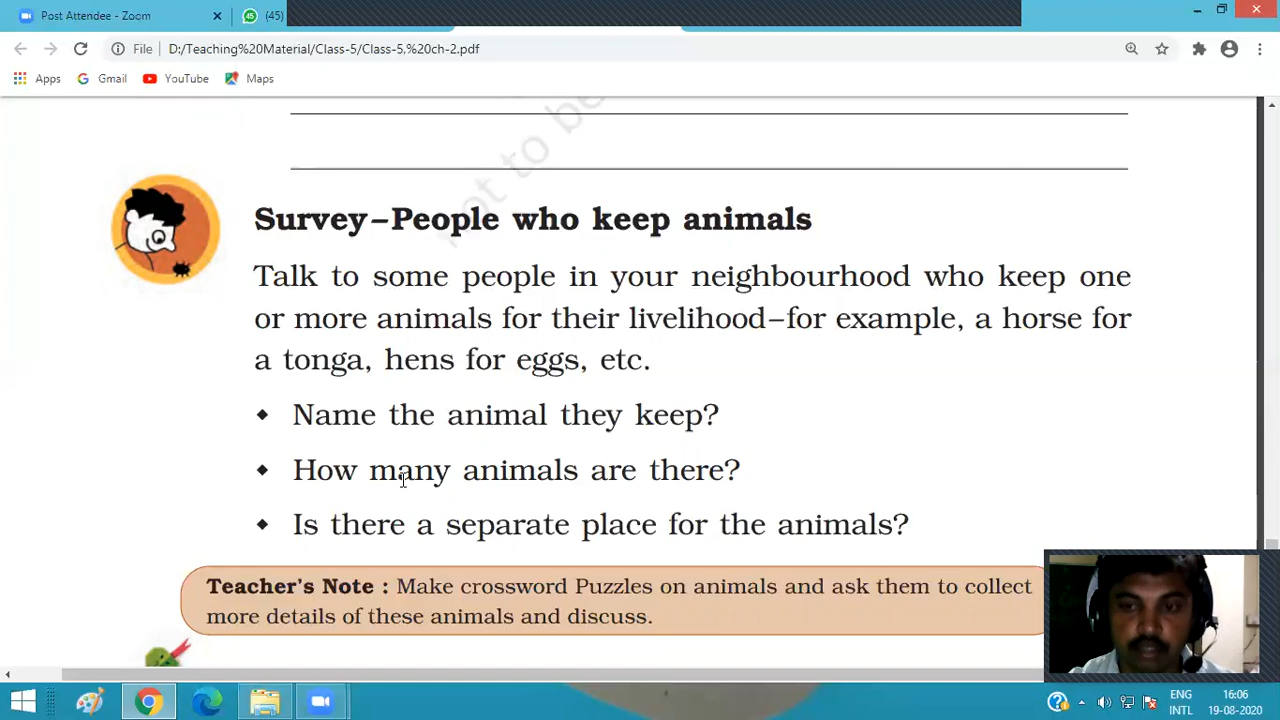 Post Attendee - Zoom
(45)
File
D:/Teaching%20Material/Class-5/Class-5,%20ch-2.pdf
Apps
Gmail
YouTube
Maps
not to be
Survey–People who keep animals
Talk to some people in your neighbourhood who keep one
or more animals for their livelihood–for example, a horse for
a tonga, hens for eggs, etc.
◆ Name the animal they keep?
◆ How many animals are there?
◆ Is there a separate place for the animals?
Teacher's Note : Make crossword Puzzles on animals and ask them to collect
more details of these animals and discuss.
ENG
INTL
16:06
19-08-2020